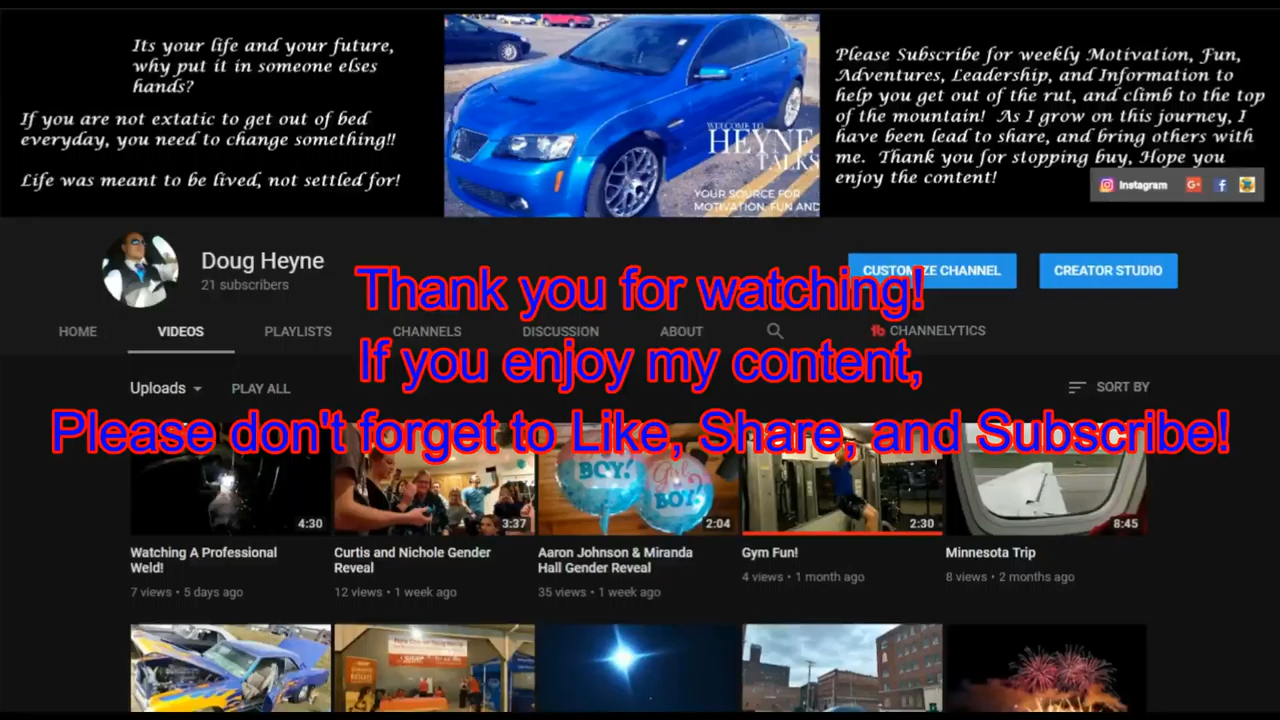 Its your life and your future,
why put it in someone elses
hands?
If you are not extatic to get out of bed
everyday, you need to change something!!
Life was meant to be lived, not settled for!
WELCOME TO
HEYNE
TALKS
YOUR SOURCE FOR
MOTIVATION, FUN AND
Please Subscribe for weekly Motivation, Fun,
Adventures, Leadership, and Information to
help you get out of the rut, and climb to the top
of the mountain! As I grow on this journey, I
have been lead to share, and bring others with
me. Thank you for stopping buy, Hope you
enjoy the content!
Instagram
Doug Heyne
21 subscribers
CUSTOMIZE CHANNEL
CREATOR STUDIO
Thank you for watching!
HOME VIDEOS PLAYLISTS CHANNELS DISCUSSION ABOUT CHANNELYTICS
If you enjoy my content,
Uploads PLAY ALL SORT BY
Please don't forget to Like, Share, and Subscribe!
BOY!
Girl
BOY?
4:30
3:37
2:04
2:30
8:45
Watching A Professional
Weld!
7 views • 5 days ago
Curtis and Nichole Gender
Reveal
12 views • 1 week ago
Aaron Johnson & Miranda
Hall Gender Reveal
35 views • 1 week ago
Gym Fun!
4 views • 1 month ago
Minnesota Trip
8 views • 2 months ago